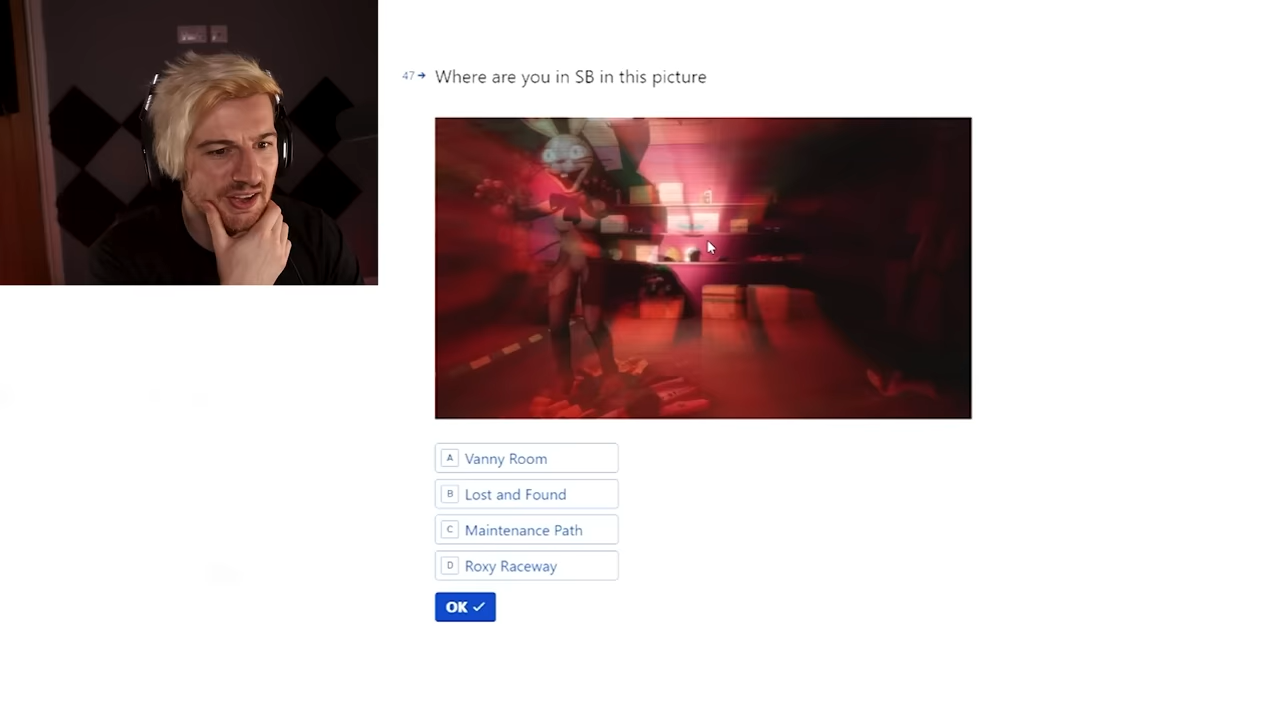 47→ Where are you in SB in this picture
A Vanny Room
B Lost and Found
C Maintenance Path
D Roxy Raceway
OK ✓